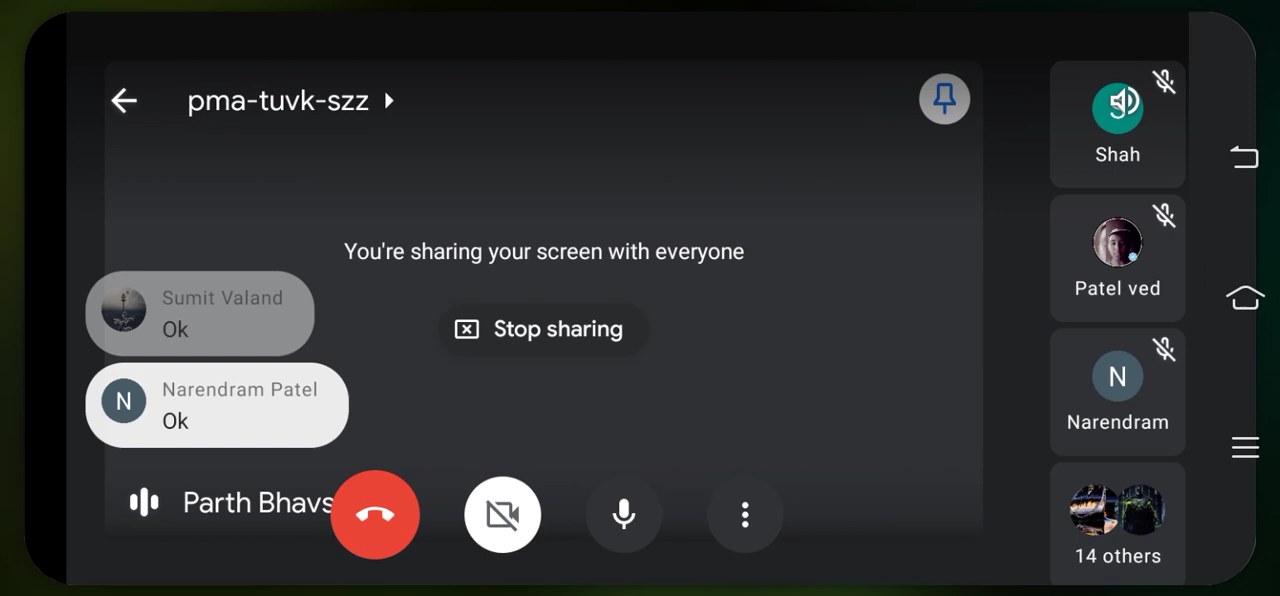 pma-tuvk-szz
Shah
You're sharing your screen with everyone
Patel ved
Sumit Valand
Ok
Stop sharing
N
Narendram Patel
Ok
N
Narendram
Parth Bhavs
14 others